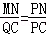 MN/QC = PN/PC